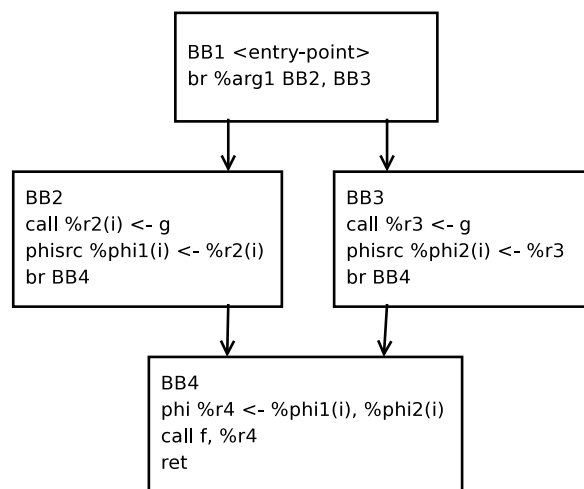 BB1 <entry-point>
br %arg1 BB2, BB3
BB2
call %r2(i) <- g
phisrc %phi1(i) <- %r2(i)
br BB4
BB3
call %r3 <- g
phisrc %phi2(i) <- %r3
br BB4
BB4
phi %r4 <- %phi1(i), %phi2(i)
call f, %r4
ret